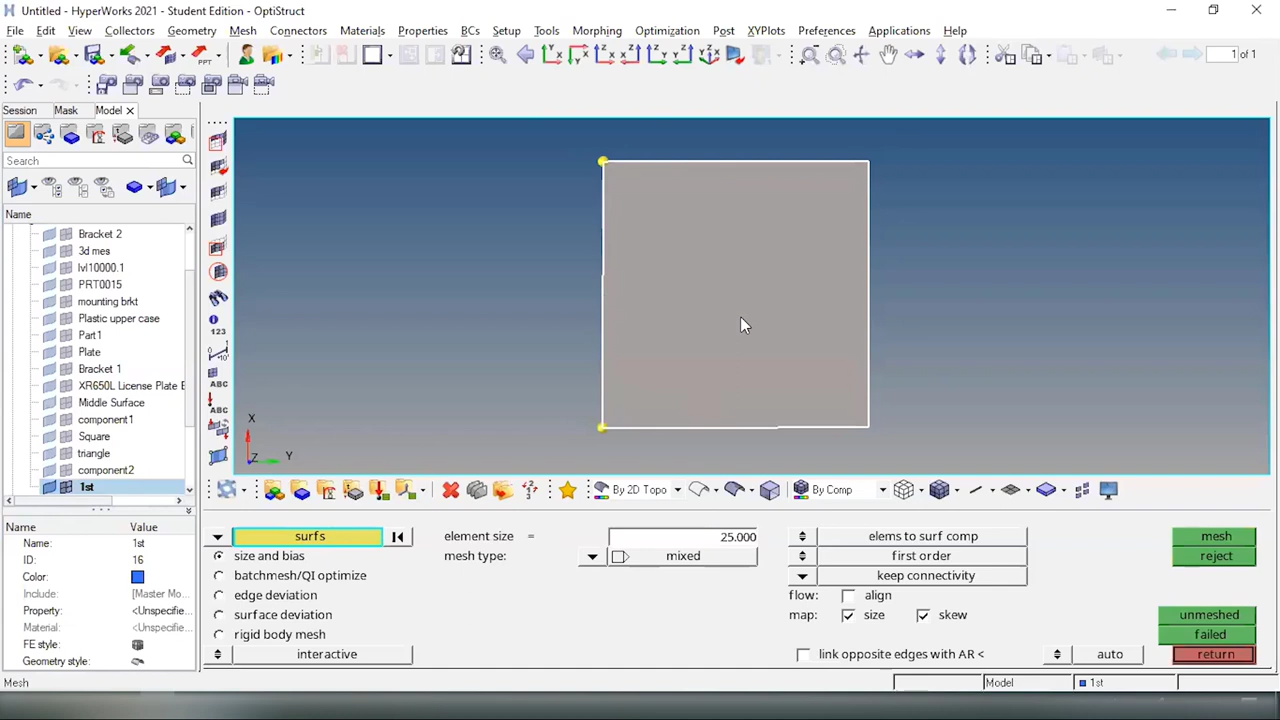 Untitled - HyperWorks 2021 - Student Edition - OptiStruct
File Edit View Collectors Geometry Mesh Connectors Materials Properties BCs Setup Tools Morphing Optimization Post XYPlots Preferences Applications Help
1 of 1
Session Mask Model
Search
Name
Bracket 2
3d mes
lvl10000.1
PRT0015
mounting brkt
Plastic upper case
Part1
Plate
Bracket 1
XR650L License Plate B
Middle Surface
component1
Square
triangle
component2
1st
Name Value
Name: 1st
ID: 16
Color:
Include: [Master Mo...
Property: <Unspecifie...
Material: <Unspecifie...
FE style:
Geometry style:
123
ABC
ABC
X
Z Y
By 2D Topo By Comp
surfs
size and bias
batchmesh/QI optimize
edge deviation
surface deviation
rigid body mesh
interactive
element size = 25.000
mesh type: mixed
elems to surf comp
first order
keep connectivity
flow: align
map: size skew
link opposite edges with AR < auto
mesh
reject
unmeshed
failed
return
Mesh Model 1st